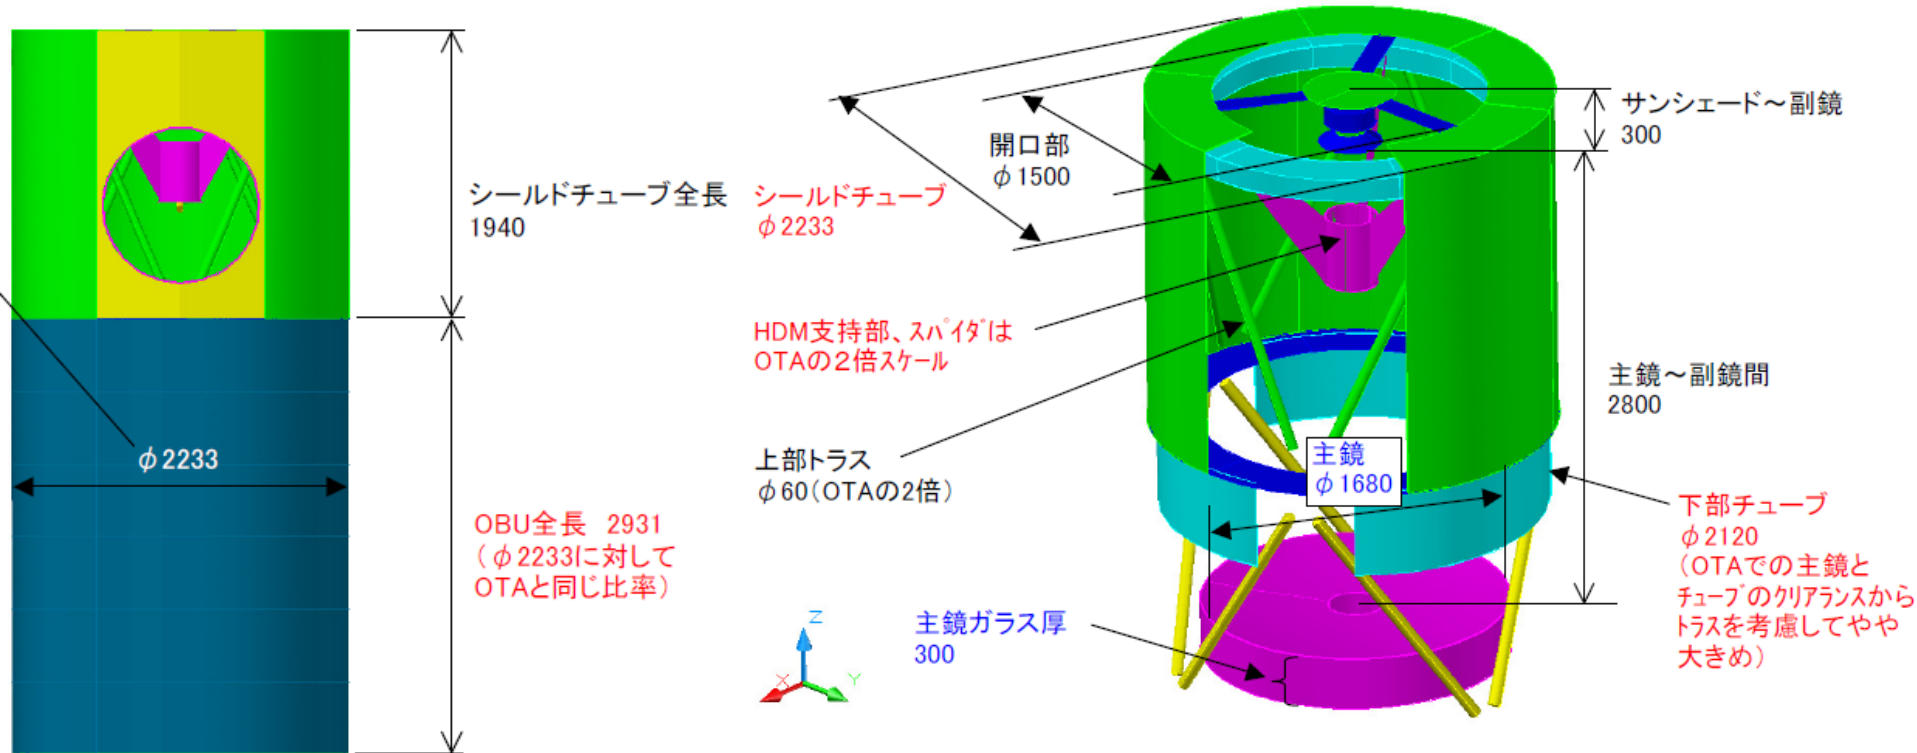 シールドチューブ全長
1940
φ2233
OBU全長 2931
(φ2233に対して
OTAと同じ比率)
シールドチューブ
φ2233
開口部
φ1500
サンシェード～副鏡
300
HDM支持部、スパイダは
OTAの2倍スケール
主鏡～副鏡間
2800
上部トラス
φ60(OTAの2倍)
主鏡
φ1680
下部チューブ
φ2120
(OTAでの主鏡と
チューブのクリアランスから
トラスを考慮してやや
大きめ)
主鏡ガラス厚
300
Z
X
Y